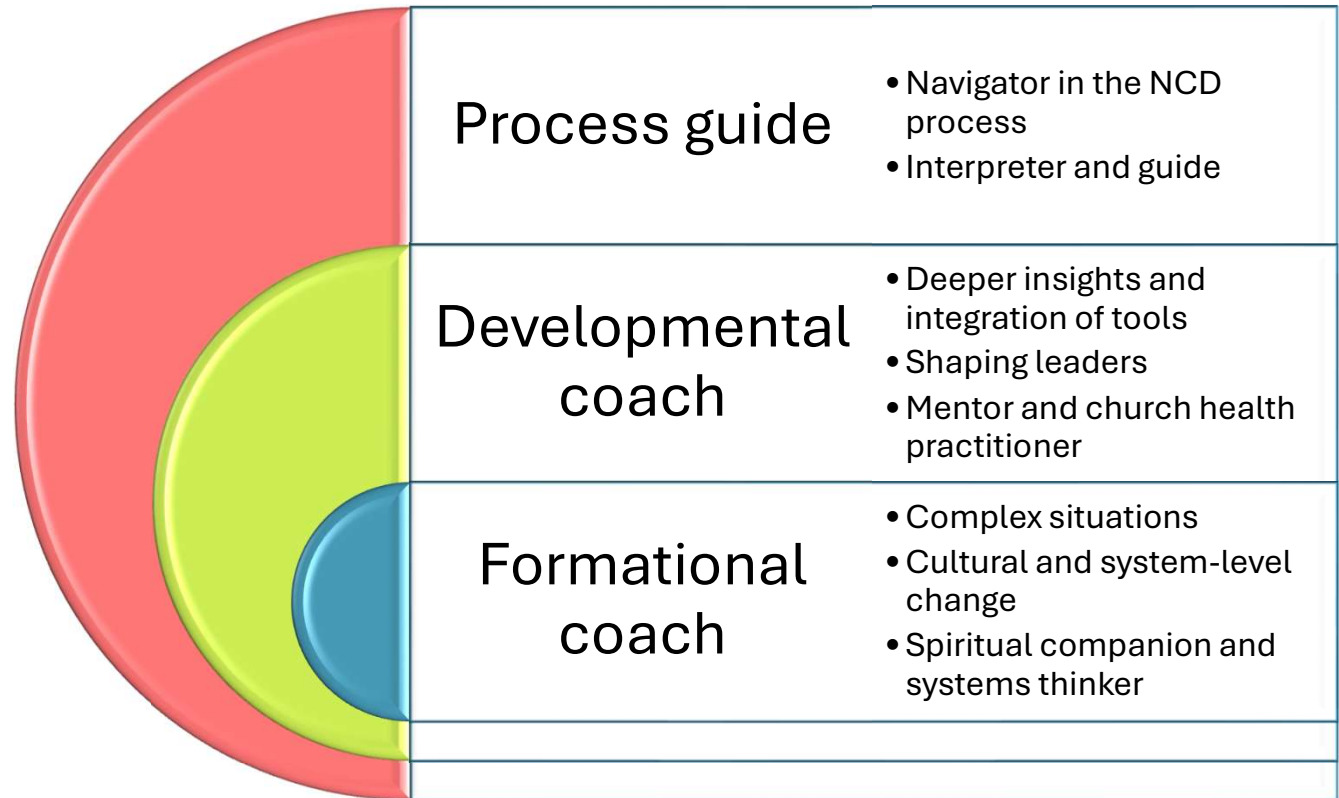 Process guide
• Navigator in the NCD
process
• Interpreter and guide
Developmental
coach
• Deeper insights and
integration of tools
• Shaping leaders
• Mentor and church health
practitioner
Formational
coach
• Complex situations
• Cultural and system-level
change
• Spiritual companion and
systems thinker